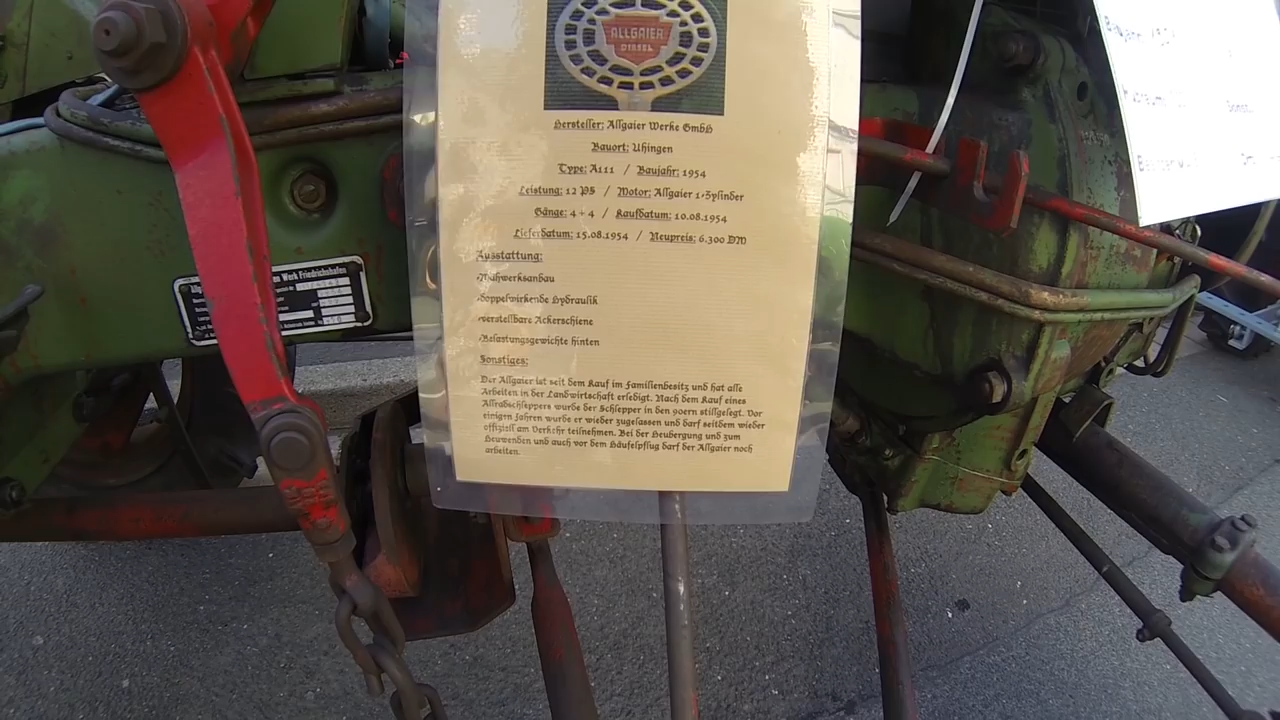 ALLGAIER
DIESEL
Hersteller: Allgaier Werke GmbH
Bauort: Uhingen
Type: A111 / Baujahr: 1954
Leistung: 12 PS / Motor: Allgaier 1-Zylinder
Gänge: 4+4 / Kaufdatum: 10.08.1954
Lieferdatum: 15.08.1954 / Neupreis: 6.300 DM
Ausstattung:
-Mähwerksanbau
-doppelwirkende Hydraulik
-verstellbare Ackerschiene
-Belastungsgewichte hinten
Sonstiges:
Der Allgaier ist seit dem Kauf im Familienbesitz und hat alle
Arbeiten in der Landwirtschaft erledigt. Nach dem Kauf eines
Allradschleppers wurde der Schlepper in den 90ern stillgelegt. Vor
einigen Jahren wurde er wieder zugelassen und darf seitdem wieder
offiziell am Verkehr teilnehmen. Bei der Heubergung und zum
Heuwenden und auch vor dem Häufelpflug darf der Allgaier noch
arbeiten.
Werk Friedrichshafen